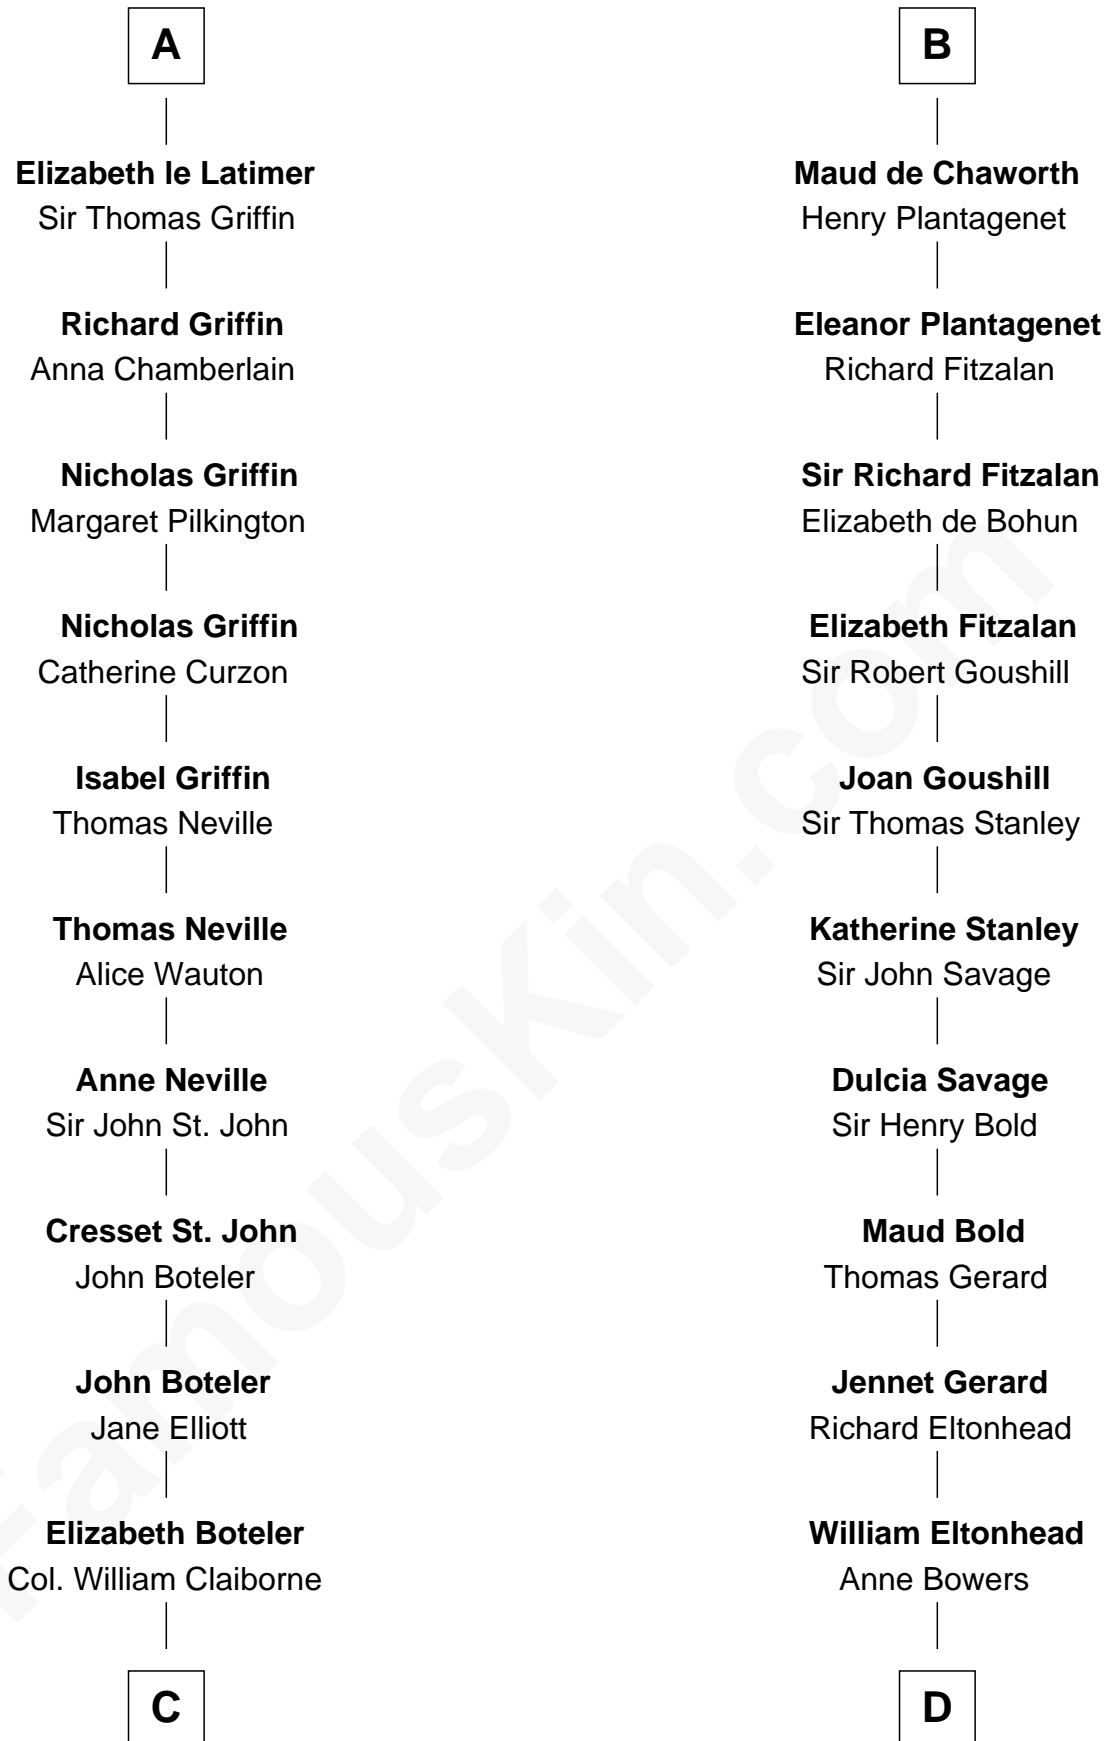 A
Elizabeth le Latimer
Sir Thomas Griffin
Richard Griffin
Anna Chamberlain
Nicholas Griffin
Margaret Pilkington
Nicholas Griffin
Catherine Curzon
Isabel Griffin
Thomas Neville
Thomas Neville
Alice Wauton
Anne Neville
Sir John St. John
Cresset St. John
John Boteler
John Boteler
Jane Elliott
Elizabeth Boteler
Col. William Claiborne
C
B
Maud de Chaworth
Henry Plantagenet
Eleanor Plantagenet
Richard Fitzalan
Sir Richard Fitzalan
Elizabeth de Bohun
Elizabeth Fitzalan
Sir Robert Goushill
Joan Goushill
Sir Thomas Stanley
Katherine Stanley
Sir John Savage
Dulcia Savage
Sir Henry Bold
Maud Bold
Thomas Gerard
Jennet Gerard
Richard Eltonhead
William Eltonhead
Anne Bowers
D
FamousKin.com